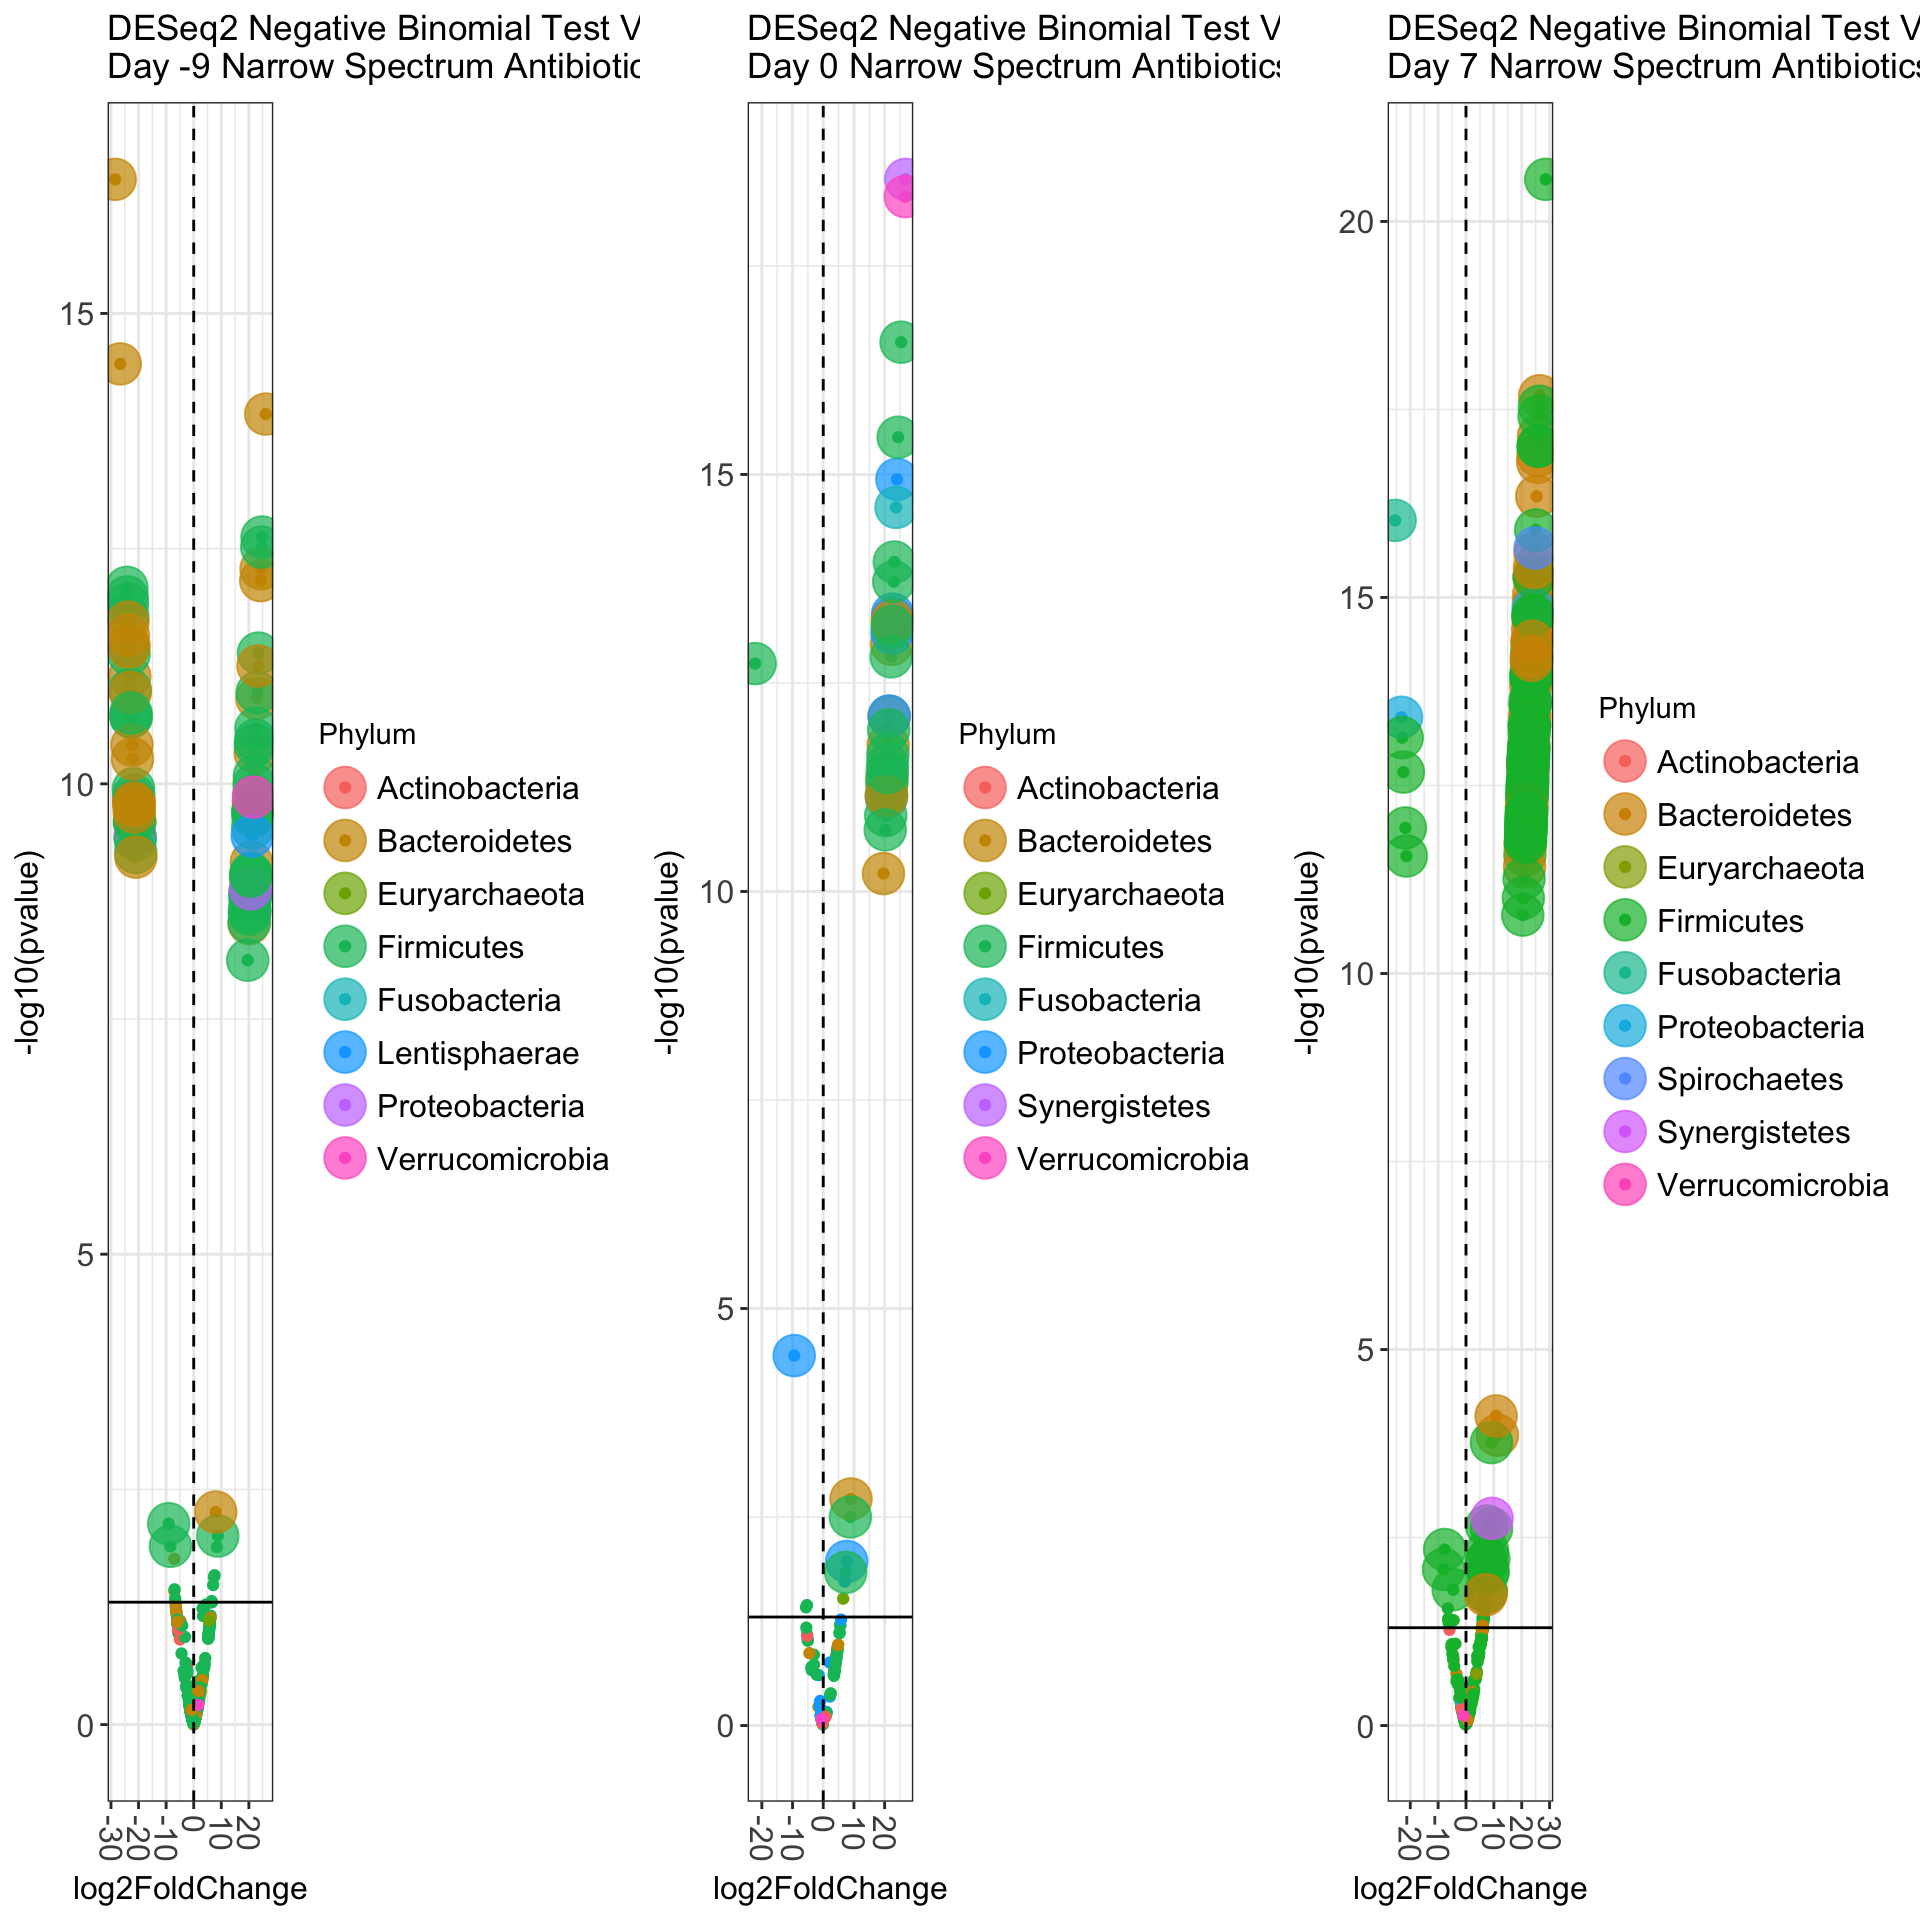 DESeq2 Negative Binomial Test V
Day -9 Narrow Spectrum Antibiotic
15
10
5
0
-log10(pvalue)
-30
-20
-10
0
10
20
log2FoldChange
Phylum
Actinobacteria
Bacteroidetes
Euryarchaeota
Firmicutes
Fusobacteria
Lentisphaerae
Proteobacteria
Verrucomicrobia
DESeq2 Negative Binomial Test V
Day 0 Narrow Spectrum Antibiotics
15
10
5
0
-log10(pvalue)
-20
-10
0
10
20
log2FoldChange
Phylum
Actinobacteria
Bacteroidetes
Euryarchaeota
Firmicutes
Fusobacteria
Proteobacteria
Synergistetes
Verrucomicrobia
DESeq2 Negative Binomial Test V
Day 7 Narrow Spectrum Antibiotics
20
15
10
5
0
-log10(pvalue)
-20
-10
0
10
20
30
log2FoldChange
Phylum
Actinobacteria
Bacteroidetes
Euryarchaeota
Firmicutes
Fusobacteria
Proteobacteria
Spirochaetes
Synergistetes
Verrucomicrobia